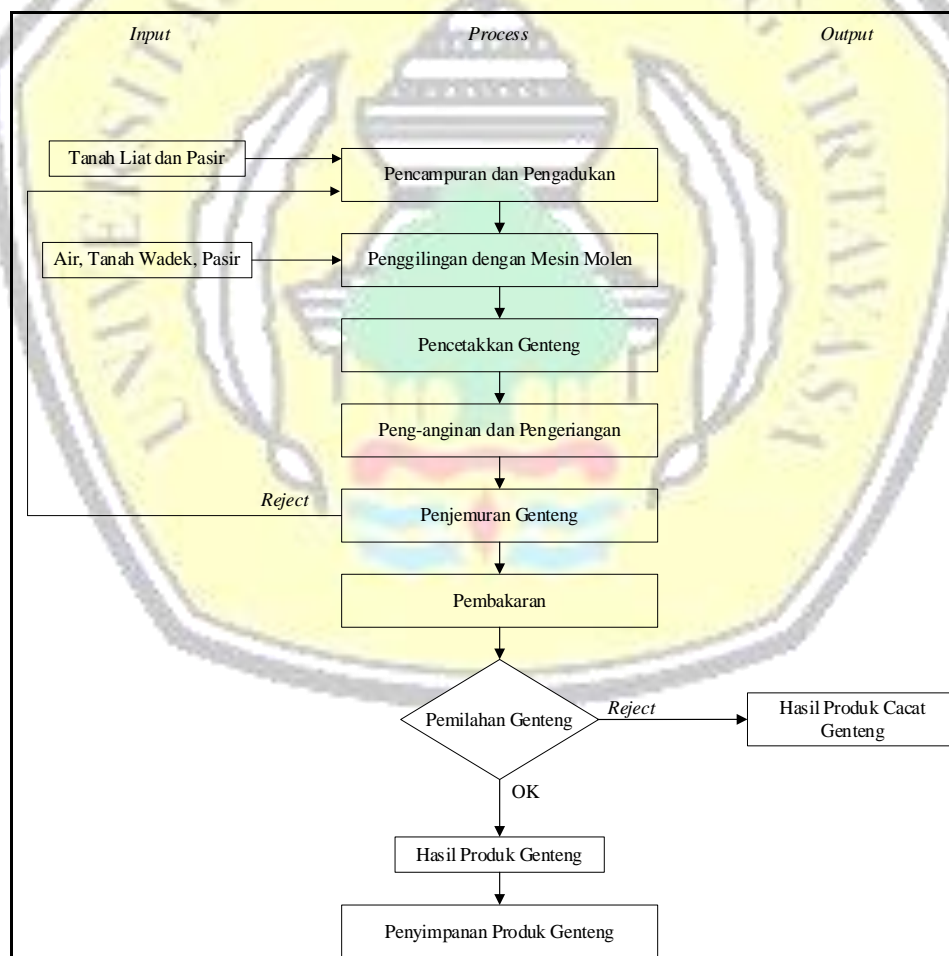 Input
Process
Output
Tanah Liat dan Pasir
Pencampuran dan Pengadukan
Air, Tanah Wadek, Pasir
Penggilingan dengan Mesin Molen
Pencetakkan Genteng
Peng-anginan dan Pengeriangan
Reject
Penjemuran Genteng
Pembakaran
Pemilahan Genteng
Reject
Hasil Produk Cacat
Genteng
OK
Hasil Produk Genteng
Penyimpanan Produk Genteng
UNIVERSITA
G TIRTAYASA